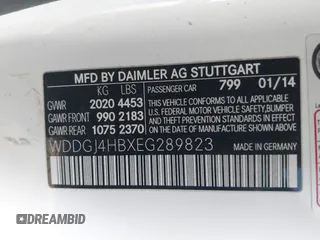 MFD BY DAIMLER AG STUTTGART
KG LBS PASSENGER CAR 799 01/14
GVWR 2020 4453
GAWR FRONT 990 2183
GAWR REAR 1075 2370
THIS VEHICLE CONFORMS TO ALL APPLICABLE
U.S. FEDERAL MOTOR VEHICLE SAFETY, BUMPER,
AND THEFT PREVENTION STANDARDS IN EFFECT
ON THE DATE OF MANUFACTURE SHOWN ABOVE.
WDDGJ4HBXEG289823 MADE IN GERMANY
DREAMBID